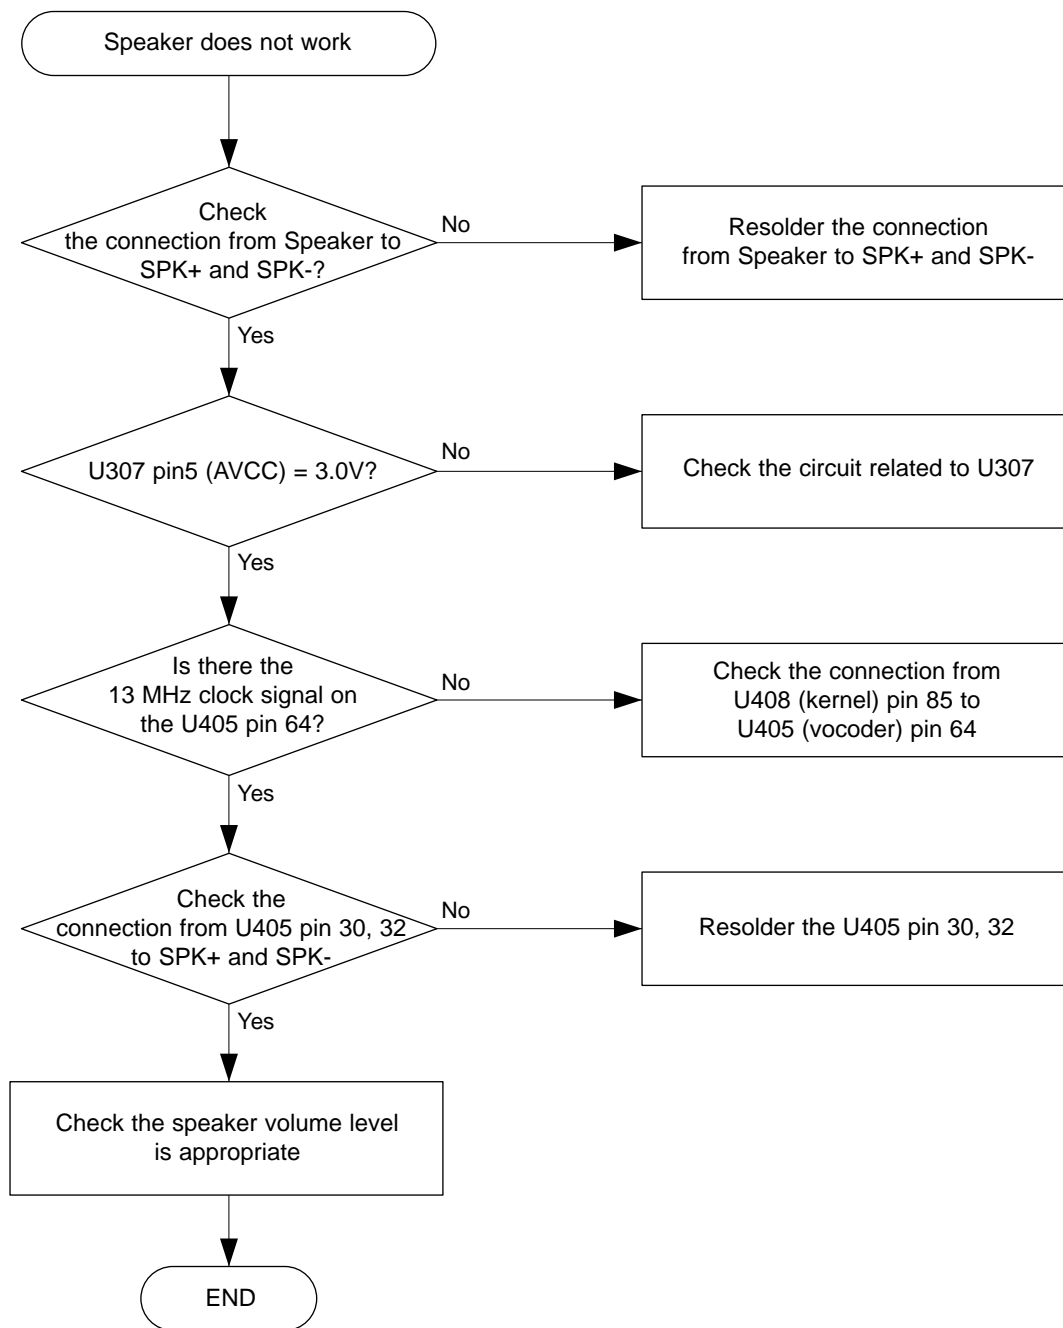 Speaker does not work
Check
the connection from Speaker to
SPK+ and SPK-?
No
Resolder the connection
from Speaker to SPK+ and SPK-
Yes
U307 pin5 (AVCC) = 3.0V?
No
Check the circuit related to U307
Yes
Is there the
13 MHz clock signal on
the U405 pin 64?
No
Check the connection from
U408 (kernel) pin 85 to
U405 (vocoder) pin 64
Yes
Check the
connection from U405 pin 30, 32
to SPK+ and SPK-
No
Resolder the U405 pin 30, 32
Yes
Check the speaker volume level
is appropriate
END